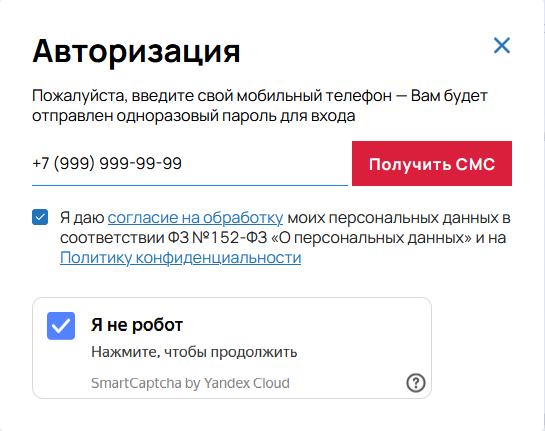 Авторизация
Пожалуйста, введите свой мобильный телефон — Вам будет
отправлен одноразовый пароль для входа
+7 (999) 999-99-99
Получить СМС
Я даю согласие на обработку моих персональных данных в
соответствии ФЗ №152-ФЗ «О персональных данных» и на
Политику конфиденциальности
Я не робот
Нажмите, чтобы продолжить
SmartCaptcha by Yandex Cloud
?